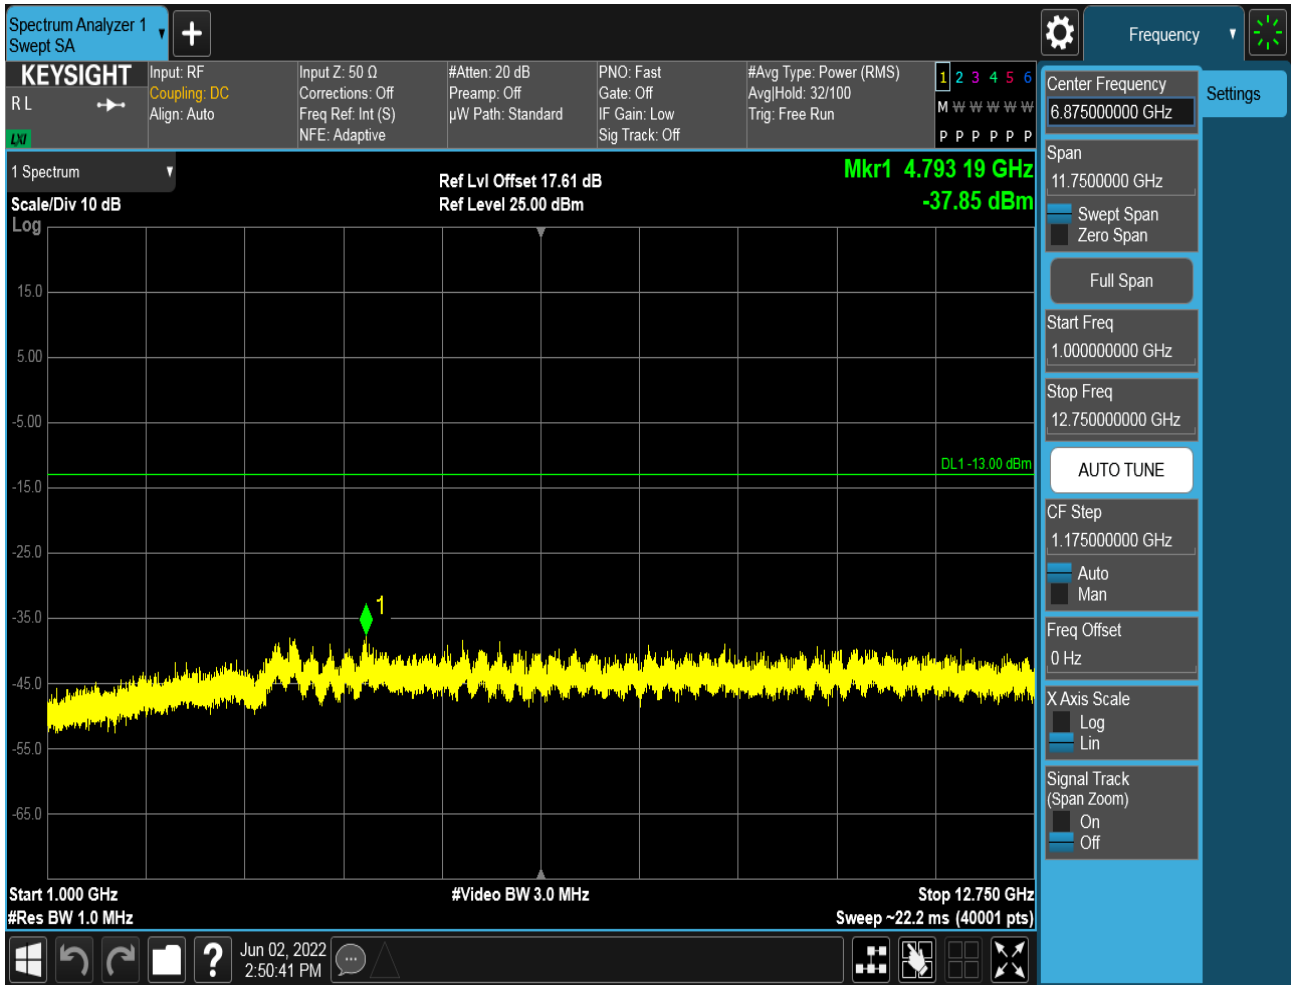 Spectrum Analyzer 1
Swept SA
Frequency
KEYSIGHT
R L
LXI
Input: RF
Coupling: DC
Align: Auto
Input Z: 50 Ω
Corrections: Off
Freq Ref: Int (S)
NFE: Adaptive
#Atten: 20 dB
Preamp: Off
µW Path: Standard
PNO: Fast
Gate: Off
IF Gain: Low
Sig Track: Off
#Avg Type: Power (RMS)
Avg|Hold: 32/100
Trig: Free Run
1 2 3 4 5 6
M W W W W W
P P P P P P
1 Spectrum
Scale/Div 10 dB
Log
Ref Lvl Offset 17.61 dB
Ref Level 25.00 dBm
Mkr1 4.793 19 GHz
-37.85 dBm
15.0
5.00
-5.00
-15.0
-25.0
-35.0
-45.0
-55.0
-65.0
DL1 -13.00 dBm
1
Start 1.000 GHz
#Res BW 1.0 MHz
#Video BW 3.0 MHz
Stop 12.750 GHz
Sweep ~22.2 ms (40001 pts)
Jun 02, 2022
2:50:41 PM
?
Center Frequency
6.875000000 GHz
Settings
Span
11.7500000 GHz
Swept Span
Zero Span
Full Span
Start Freq
1.000000000 GHz
Stop Freq
12.750000000 GHz
AUTO TUNE
CF Step
1.175000000 GHz
Auto
Man
Freq Offset
0 Hz
X Axis Scale
Log
Lin
Signal Track
(Span Zoom)
On
Off